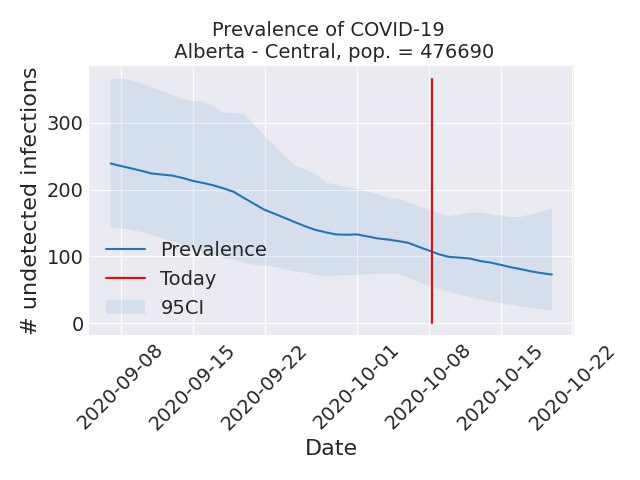 Prevalence of COVID-19
Alberta - Central, pop. = 476690
# undetected infections
300
200
100
0
Prevalence
Today
95CI
2020-09-08
2020-09-15
2020-09-22
2020-10-01
2020-10-08
2020-10-15
2020-10-22
Date